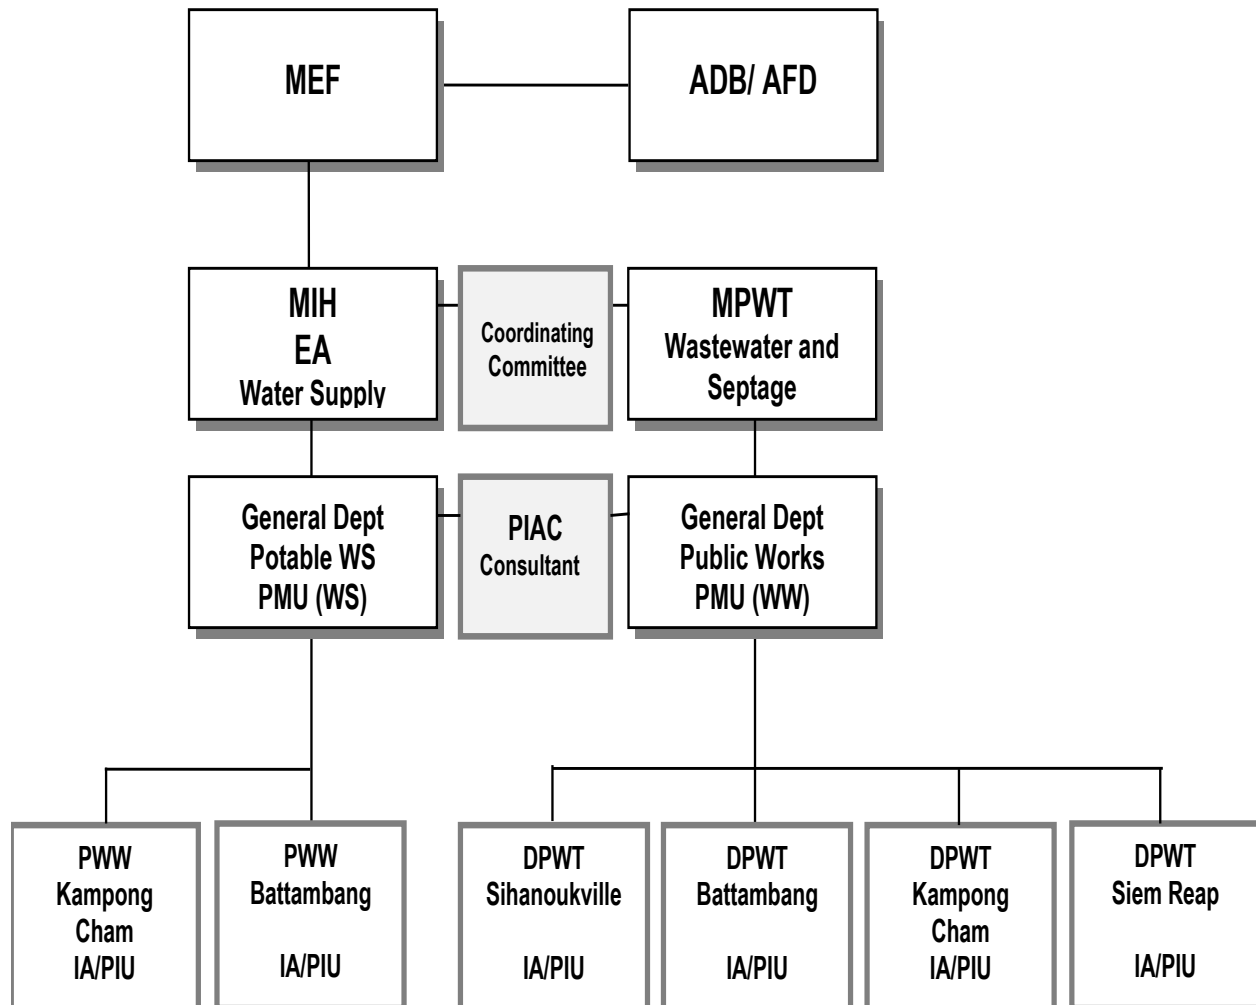 MEF
ADB/ AFD
MIH
EA
Water Supply
Coordinating
Committee
MPWT
Wastewater and
Septage
General Dept
Potable WS
PMU (WS)
PIAC
Consultant
General Dept
Public Works
PMU (WW)
PWW
Kampong
Cham
IA/PIU
PWW
Battambang
IA/PIU
DPWT
Sihanoukville
IA/PIU
DPWT
Battambang
IA/PIU
DPWT
Kampong
Cham
IA/PIU
DPWT
Siem Reap
IA/PIU